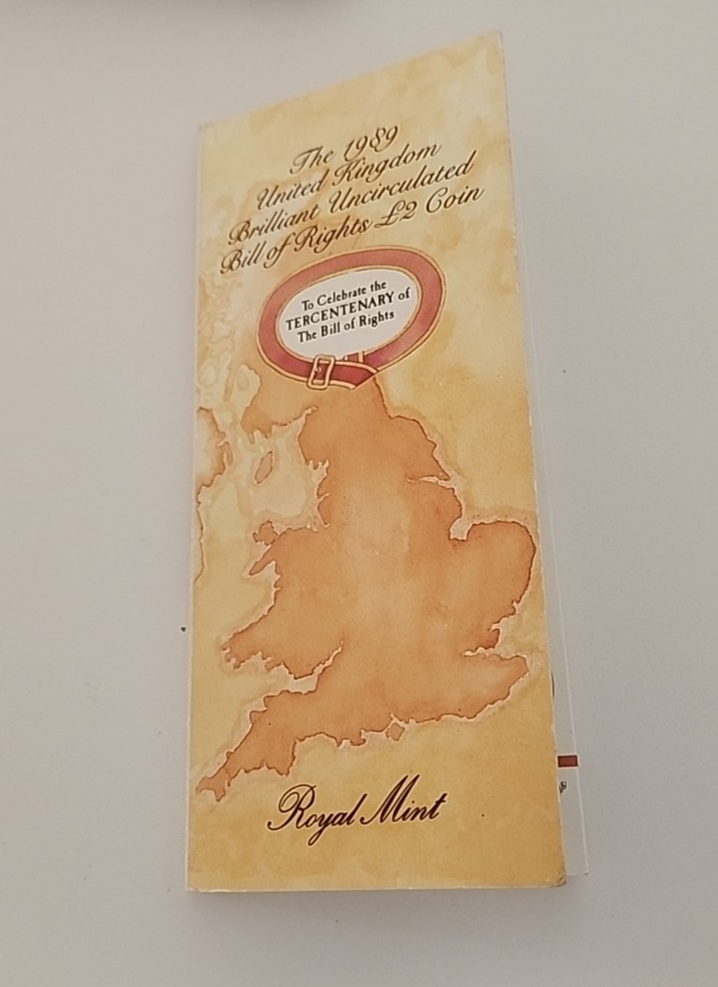 The 1989
United Kingdom
Brilliant Uncirculated
Bill of Rights £2 Coin
To Celebrate the
TERCENTENARY of
The Bill of Rights
Royal Mint